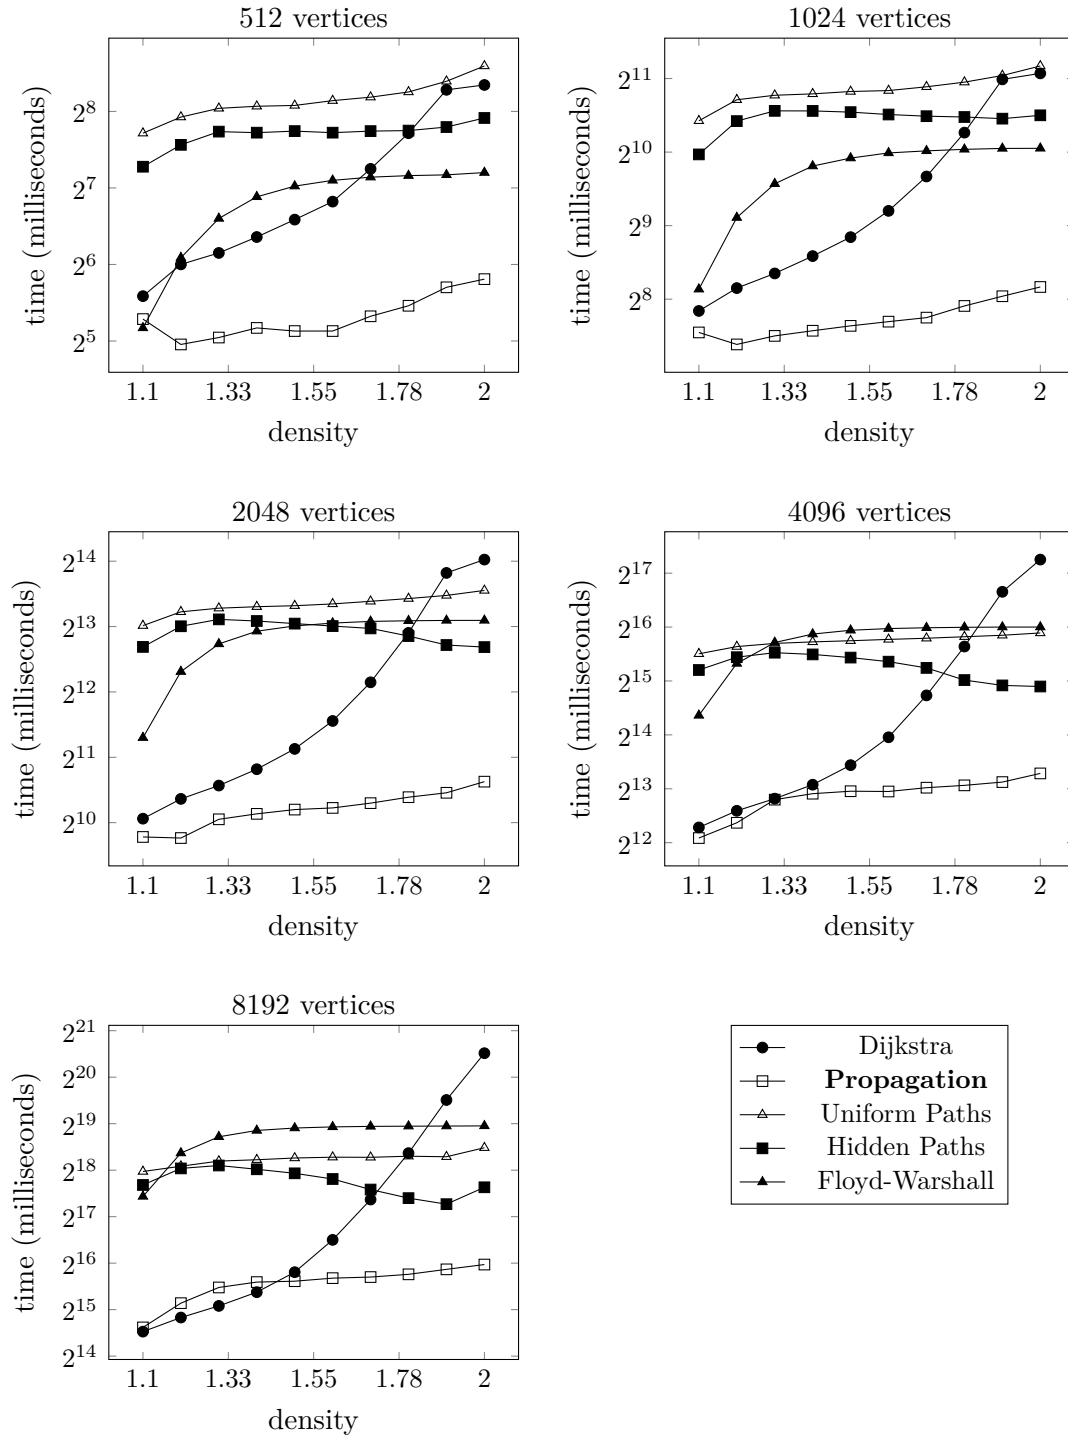 512 vertices
2^8
2^7
2^6
2^5
time (milliseconds)
1.1 1.33 1.55 1.78 2
density
1024 vertices
2^11
2^10
2^9
2^8
time (milliseconds)
1.1 1.33 1.55 1.78 2
density
2048 vertices
2^14
2^13
2^12
2^11
2^10
time (milliseconds)
1.1 1.33 1.55 1.78 2
density
4096 vertices
2^17
2^16
2^15
2^14
2^13
2^12
time (milliseconds)
1.1 1.33 1.55 1.78 2
density
8192 vertices
2^21
2^20
2^19
2^18
2^17
2^16
2^15
2^14
time (milliseconds)
1.1 1.33 1.55 1.78 2
density
Dijkstra
Propagation
Uniform Paths
Hidden Paths
Floyd-Warshall